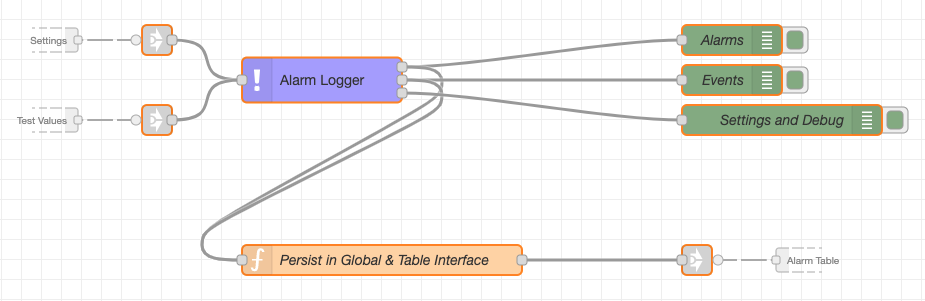 Settings
Alarms
Alarm Logger
Events
Test Values
Settings and Debug
Persist in Global & Table Interface
Alarm Table